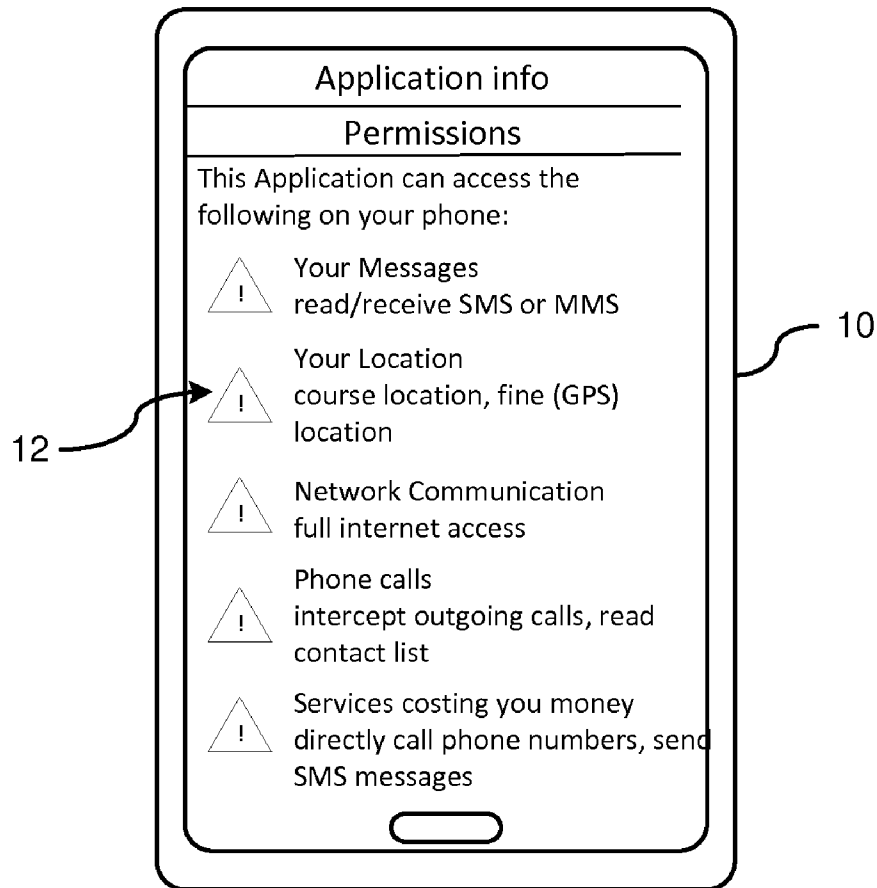 Application info
Permissions
This Application can access the
following on your phone:
! Your Messages
read/receive SMS or MMS
10
! Your Location
course location, fine (GPS)
location
12
! Network Communication
full internet access
! Phone calls
intercept outgoing calls, read
contact list
! Services costing you money
directly call phone numbers, send
SMS messages